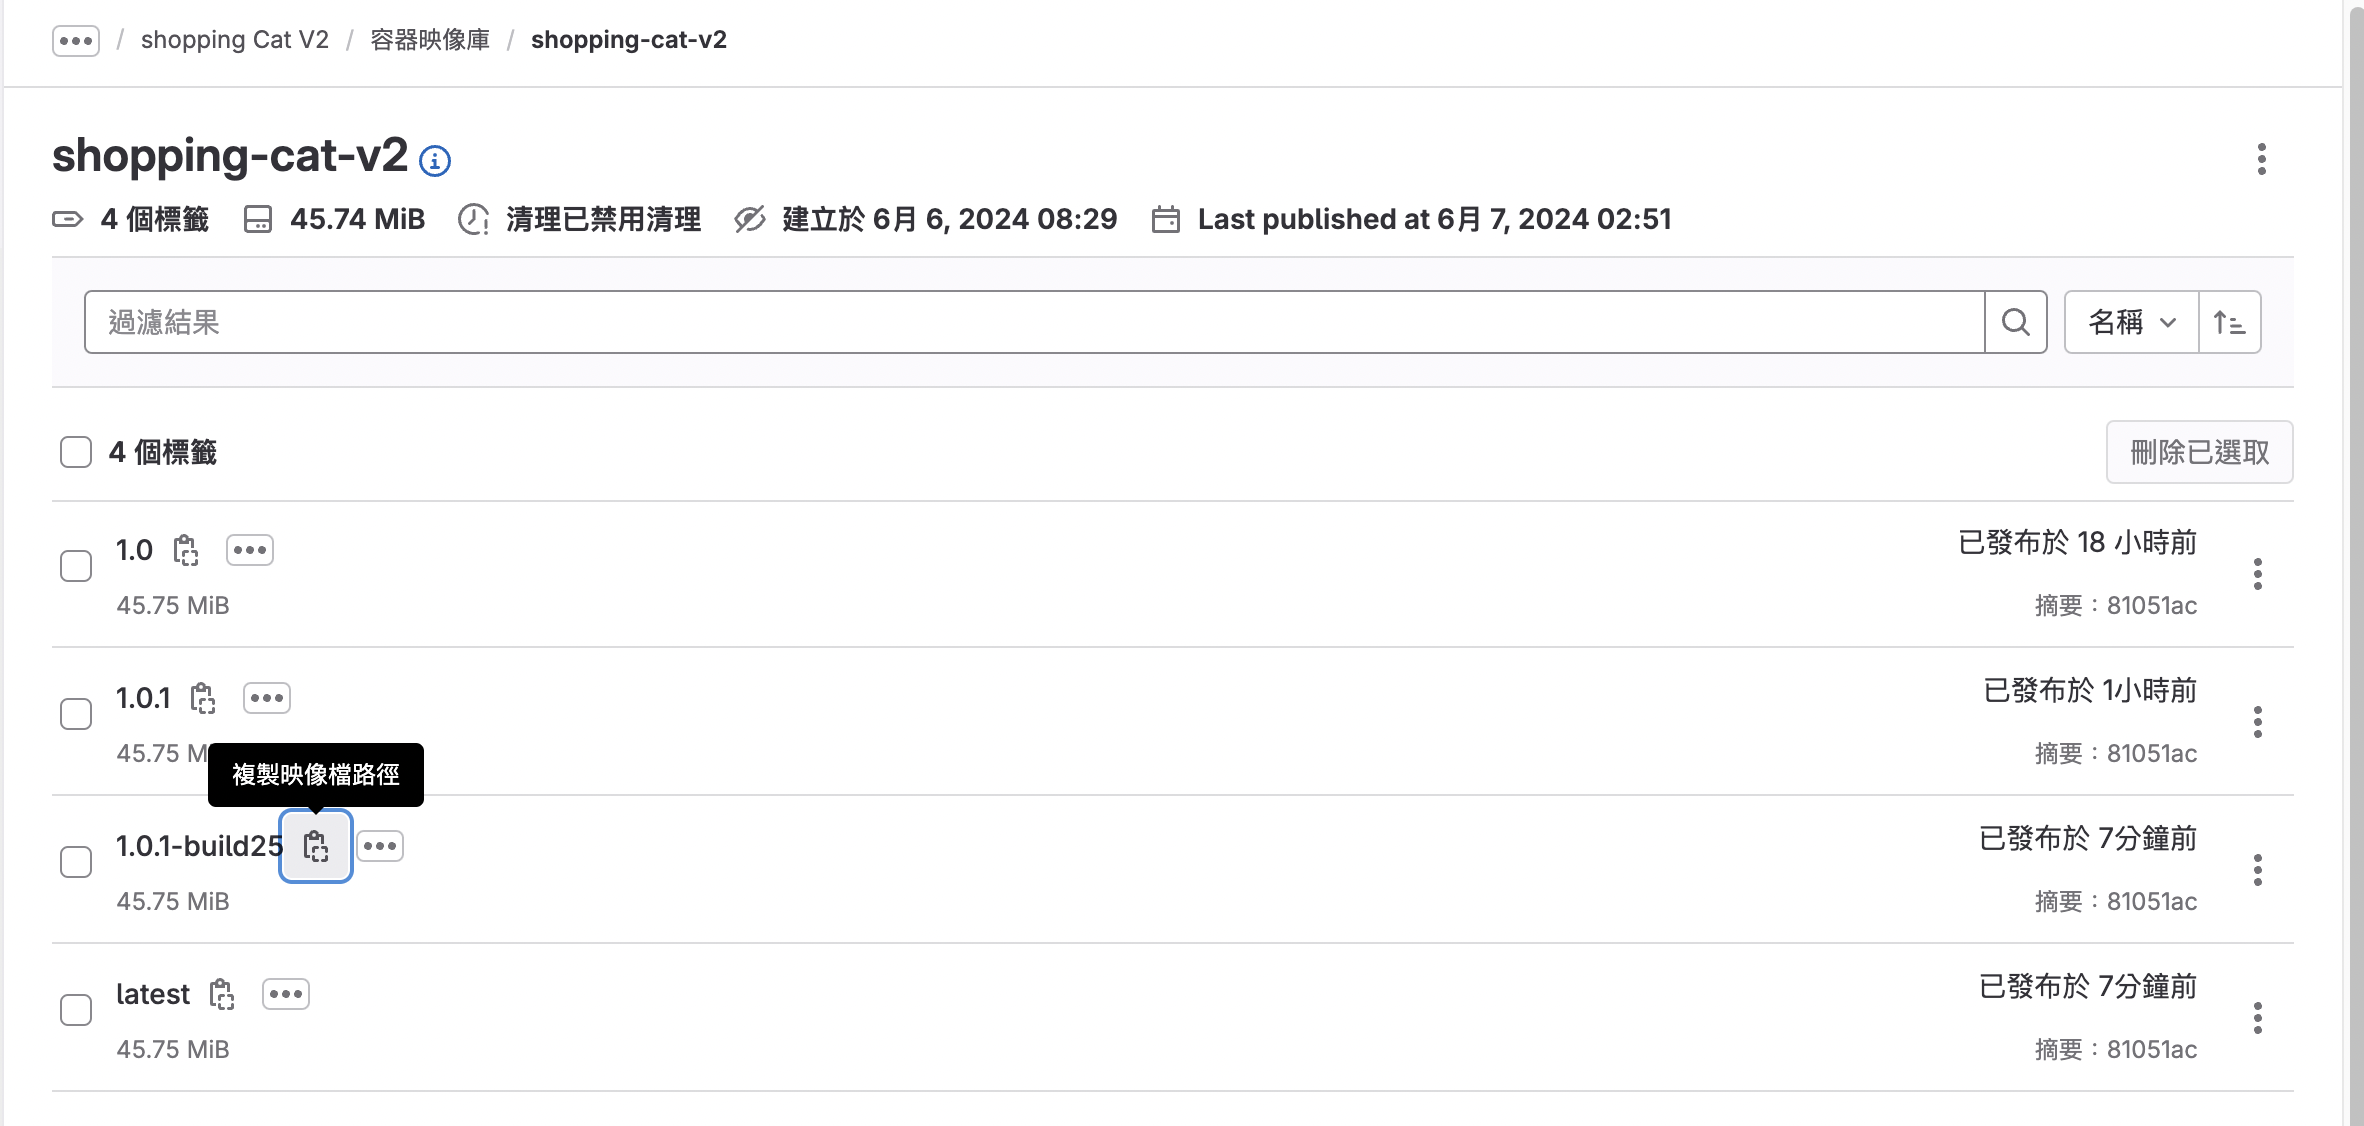 / shopping Cat V2 / 容器映像庫 / shopping-cat-v2
shopping-cat-v2
4 個標籤 45.74 MiB 清理已禁用清理 建立於 6月 6, 2024 08:29 Last published at 6月 7, 2024 02:51
過濾結果 名稱
4 個標籤 刪除已選取
1.0 已發布於 18 小時前
45.75 MiB 摘要：81051ac
1.0.1 已發布於 1小時前
45.75 M 摘要：81051ac
複製映像檔路徑
1.0.1-build25 已發布於 7分鐘前
45.75 MiB 摘要：81051ac
latest 已發布於 7分鐘前
45.75 MiB 摘要：81051ac